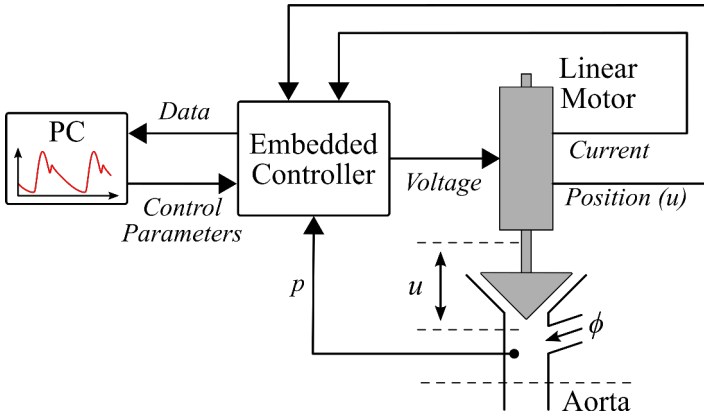 PC
Data
Control
Parameters
Embedded
Controller
Voltage
Linear
Motor
Current
Position (u)
p
u
ϕ
Aorta